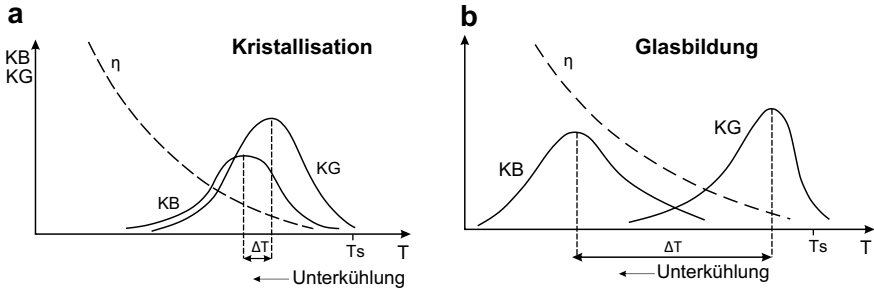 a
Kristallisation
KB
KG
η
KB
KG
ΔT
Ts
T
Unterkühlung
b
Glasbildung
η
KB
KG
ΔT
Ts
T
Unterkühlung